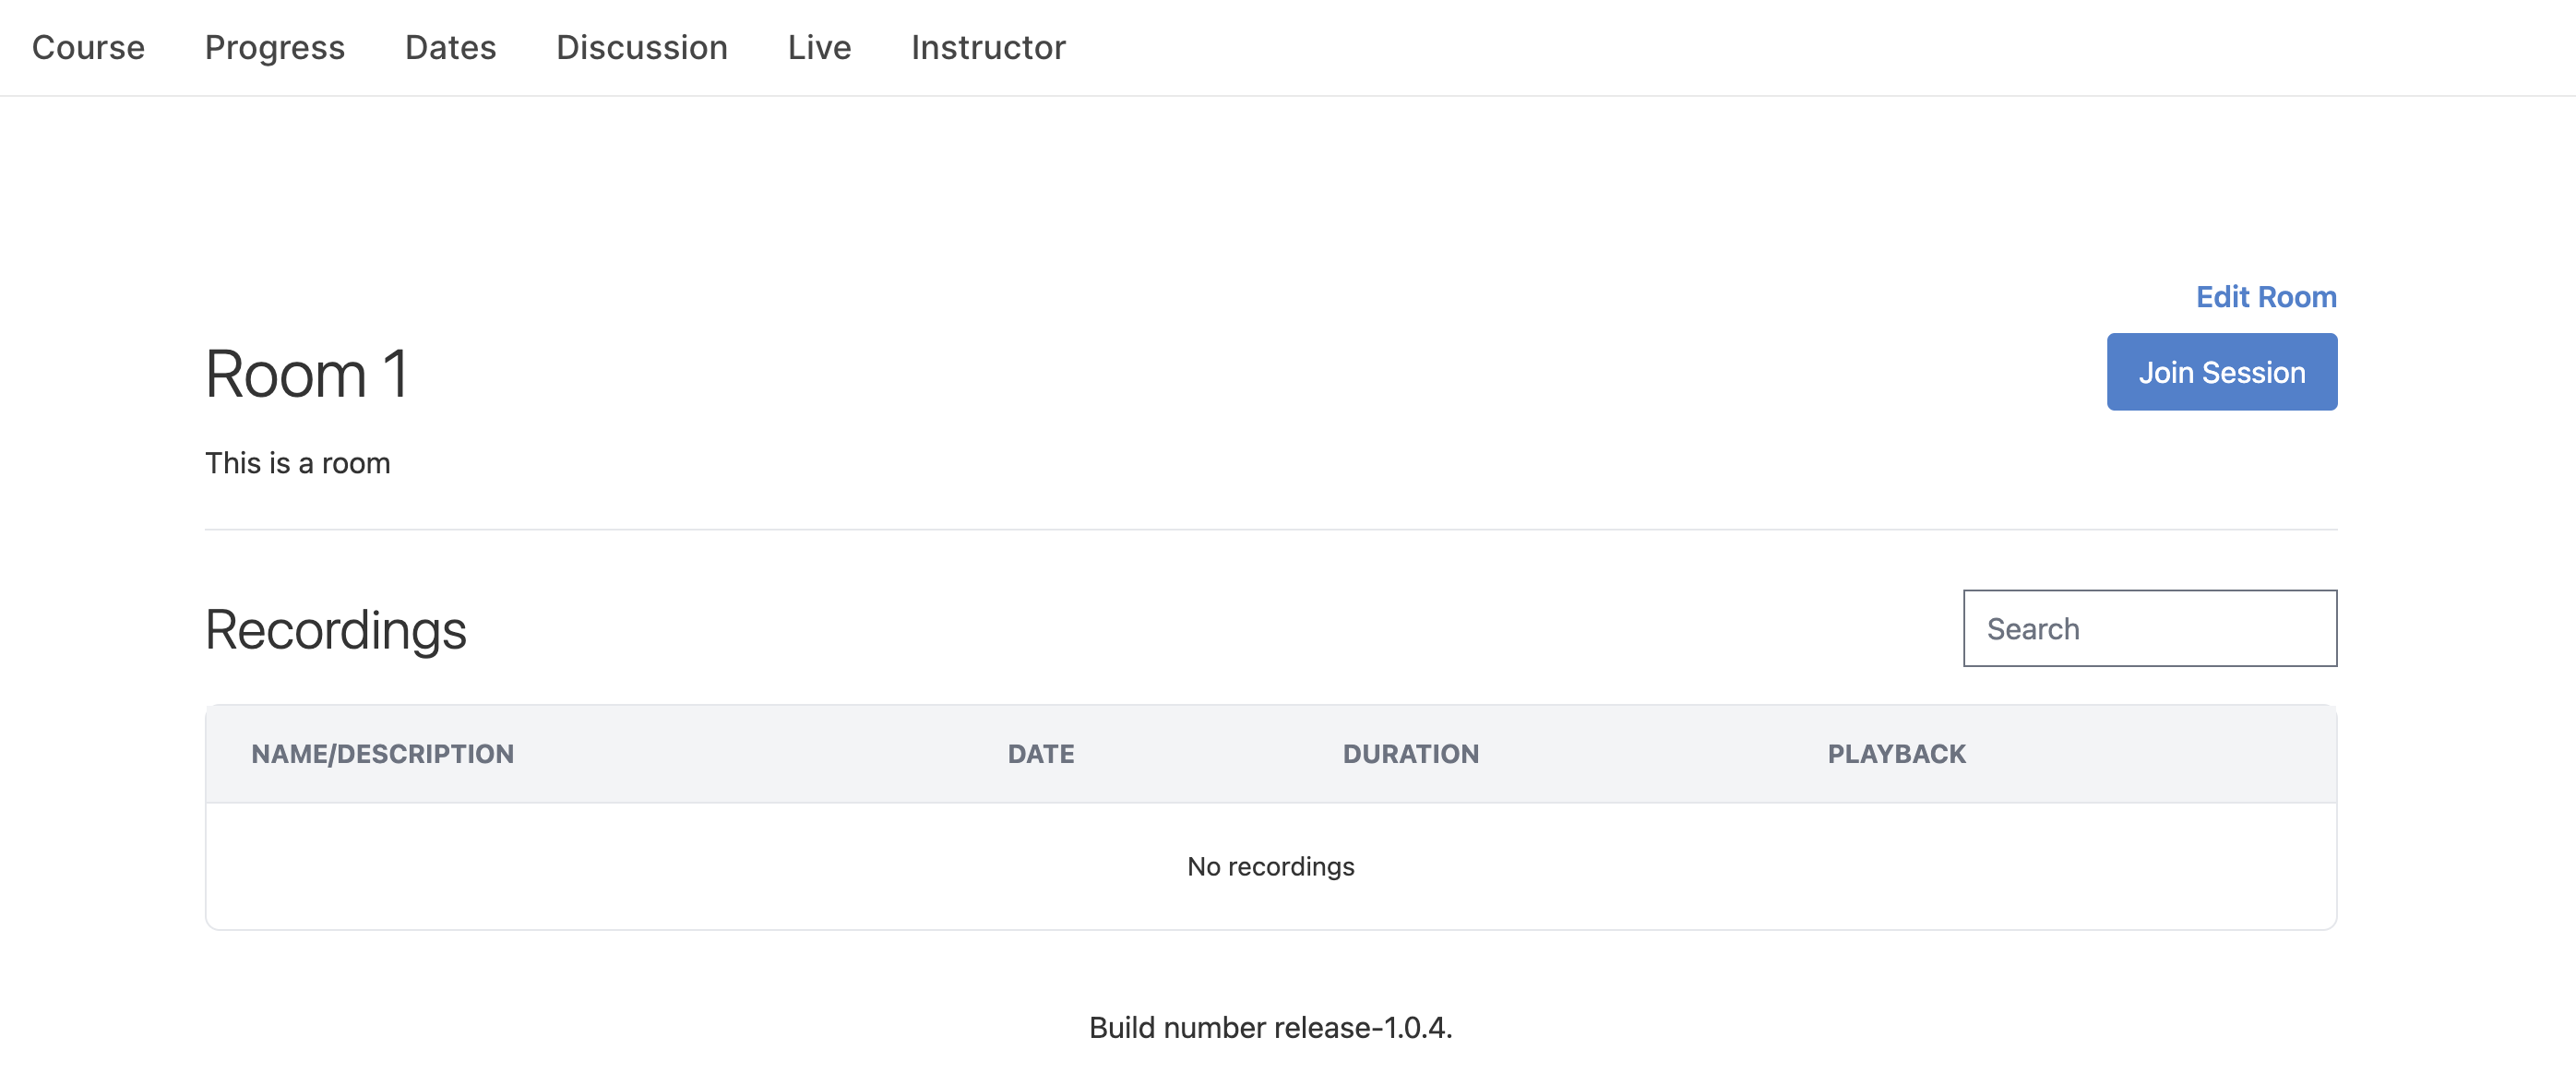 Course Progress Dates Discussion Live Instructor
Edit Room
Room 1
Join Session
This is a room
Recordings
Search
NAME/DESCRIPTION DATE DURATION PLAYBACK
No recordings
Build number release-1.0.4.